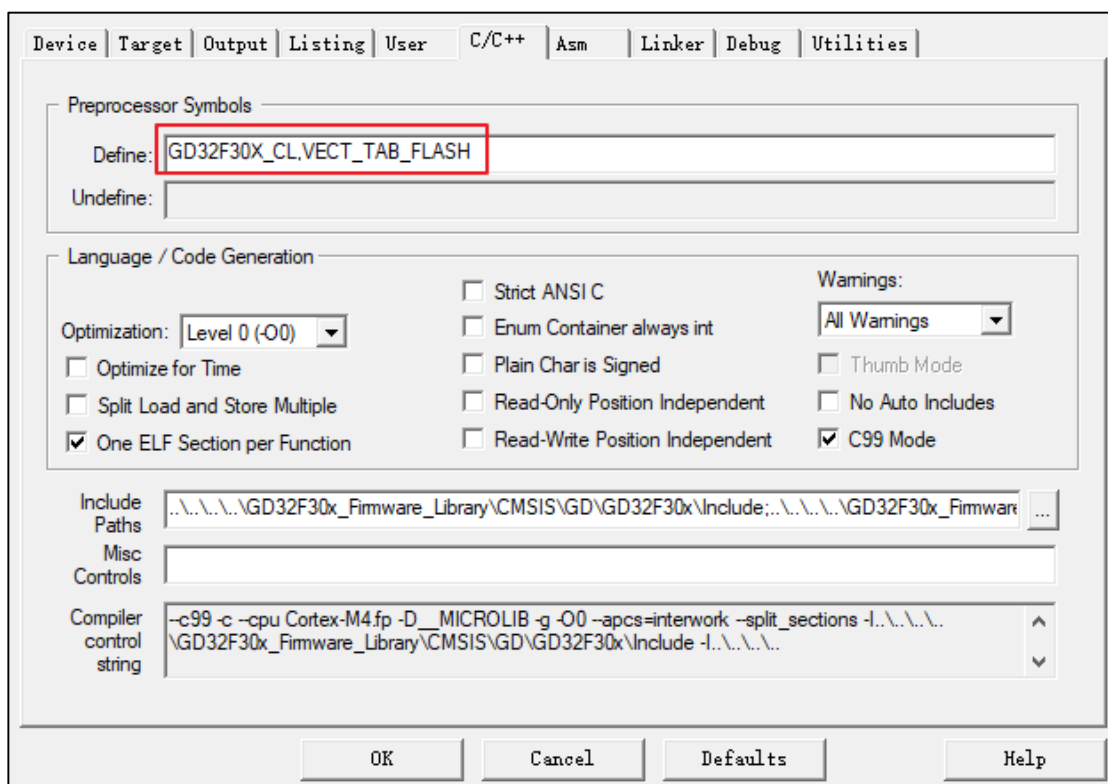 Device Target Output Listing User C/C++ Asm Linker Debug Utilities
Preprocessor Symbols
Define: GD32F30X_CL,VECT_TAB_FLASH
Undefine:
Language / Code Generation
Optimization: Level 0 (-O0)
Optimize for Time
Split Load and Store Multiple
One ELF Section per Function
Strict ANSI C
Enum Container always int
Plain Char is Signed
Read-Only Position Independent
Read-Write Position Independent
Warnings:
All Warnings
Thumb Mode
No Auto Includes
C99 Mode
Include
Paths
..\..\..\..\GD32F30x_Firmware_Library\CMSIS\GD\GD32F30x\Include;..\..\..\..\GD32F30x_Firmware
...
Misc
Controls
Compiler
control
string
--c99 -c --cpu Cortex-M4.fp -D__MICROLIB -g -O0 --apcs=interwork --split_sections -I..\..\..\..
\GD32F30x_Firmware_Library\CMSIS\GD\GD32F30x\Include -I..\..\..\..
OK Cancel Defaults Help